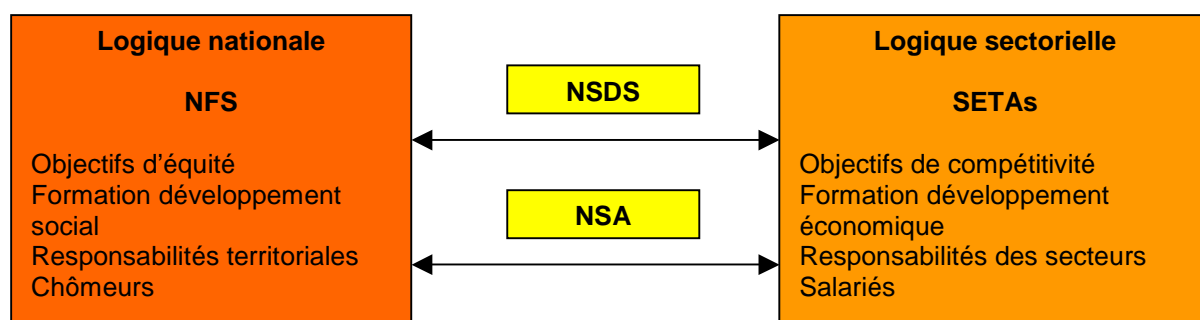 Logique nationale
NFS
Objectifs d'équité
Formation développement
social
Responsabilités territoriales
Chômeurs
NSDS
NSA
Logique sectorielle
SETAs
Objectifs de compétitivité
Formation développement
économique
Responsabilités des secteurs
Salariés